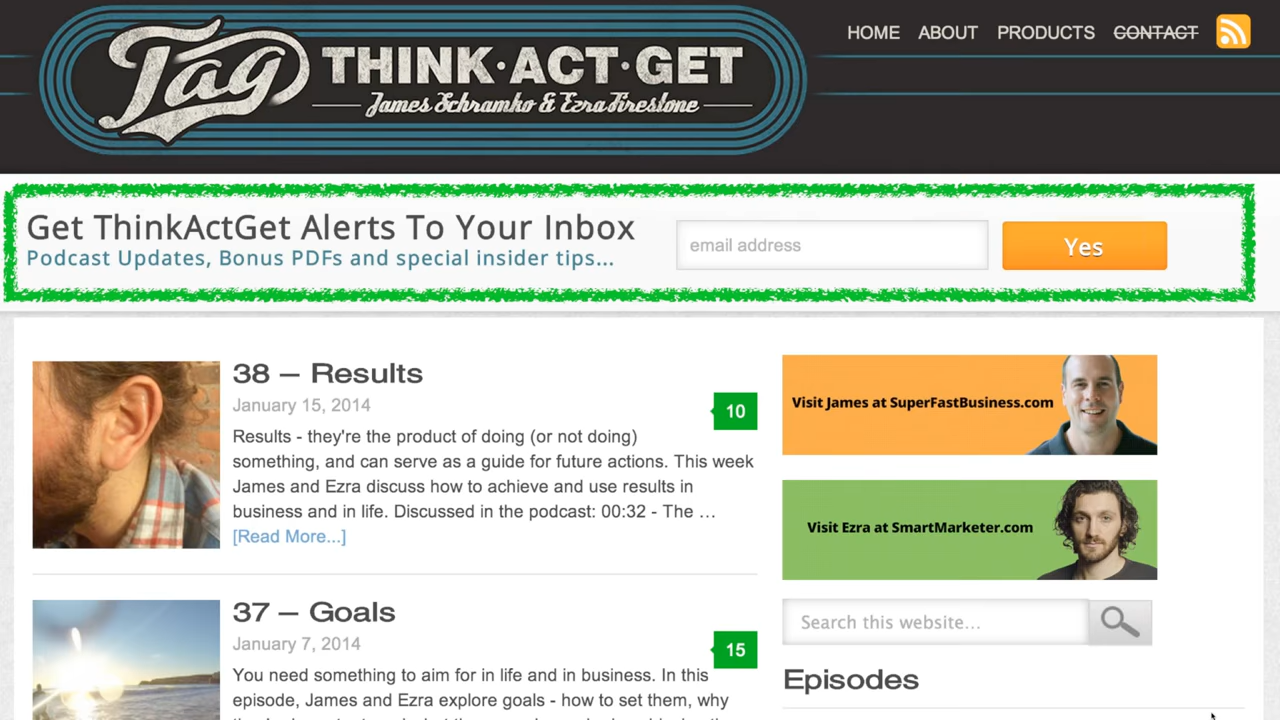 Tag
THINK·ACT·GET
James Schramko & Ezra Firestone
HOME ABOUT PRODUCTS CONTACT
Get ThinkActGet Alerts To Your Inbox
Podcast Updates, Bonus PDFs and special insider tips...
email address
Yes
38 – Results
January 15, 2014
10
Results - they're the product of doing (or not doing)
something, and can serve as a guide for future actions. This week
James and Ezra discuss how to achieve and use results in
business and in life. Discussed in the podcast: 00:32 - The …
[Read More...]
37 – Goals
January 7, 2014
15
You need something to aim for in life and in business. In this
episode, James and Ezra explore goals - how to set them, why
Visit James at SuperFastBusiness.com
Visit Ezra at SmartMarketer.com
Search this website…
Episodes